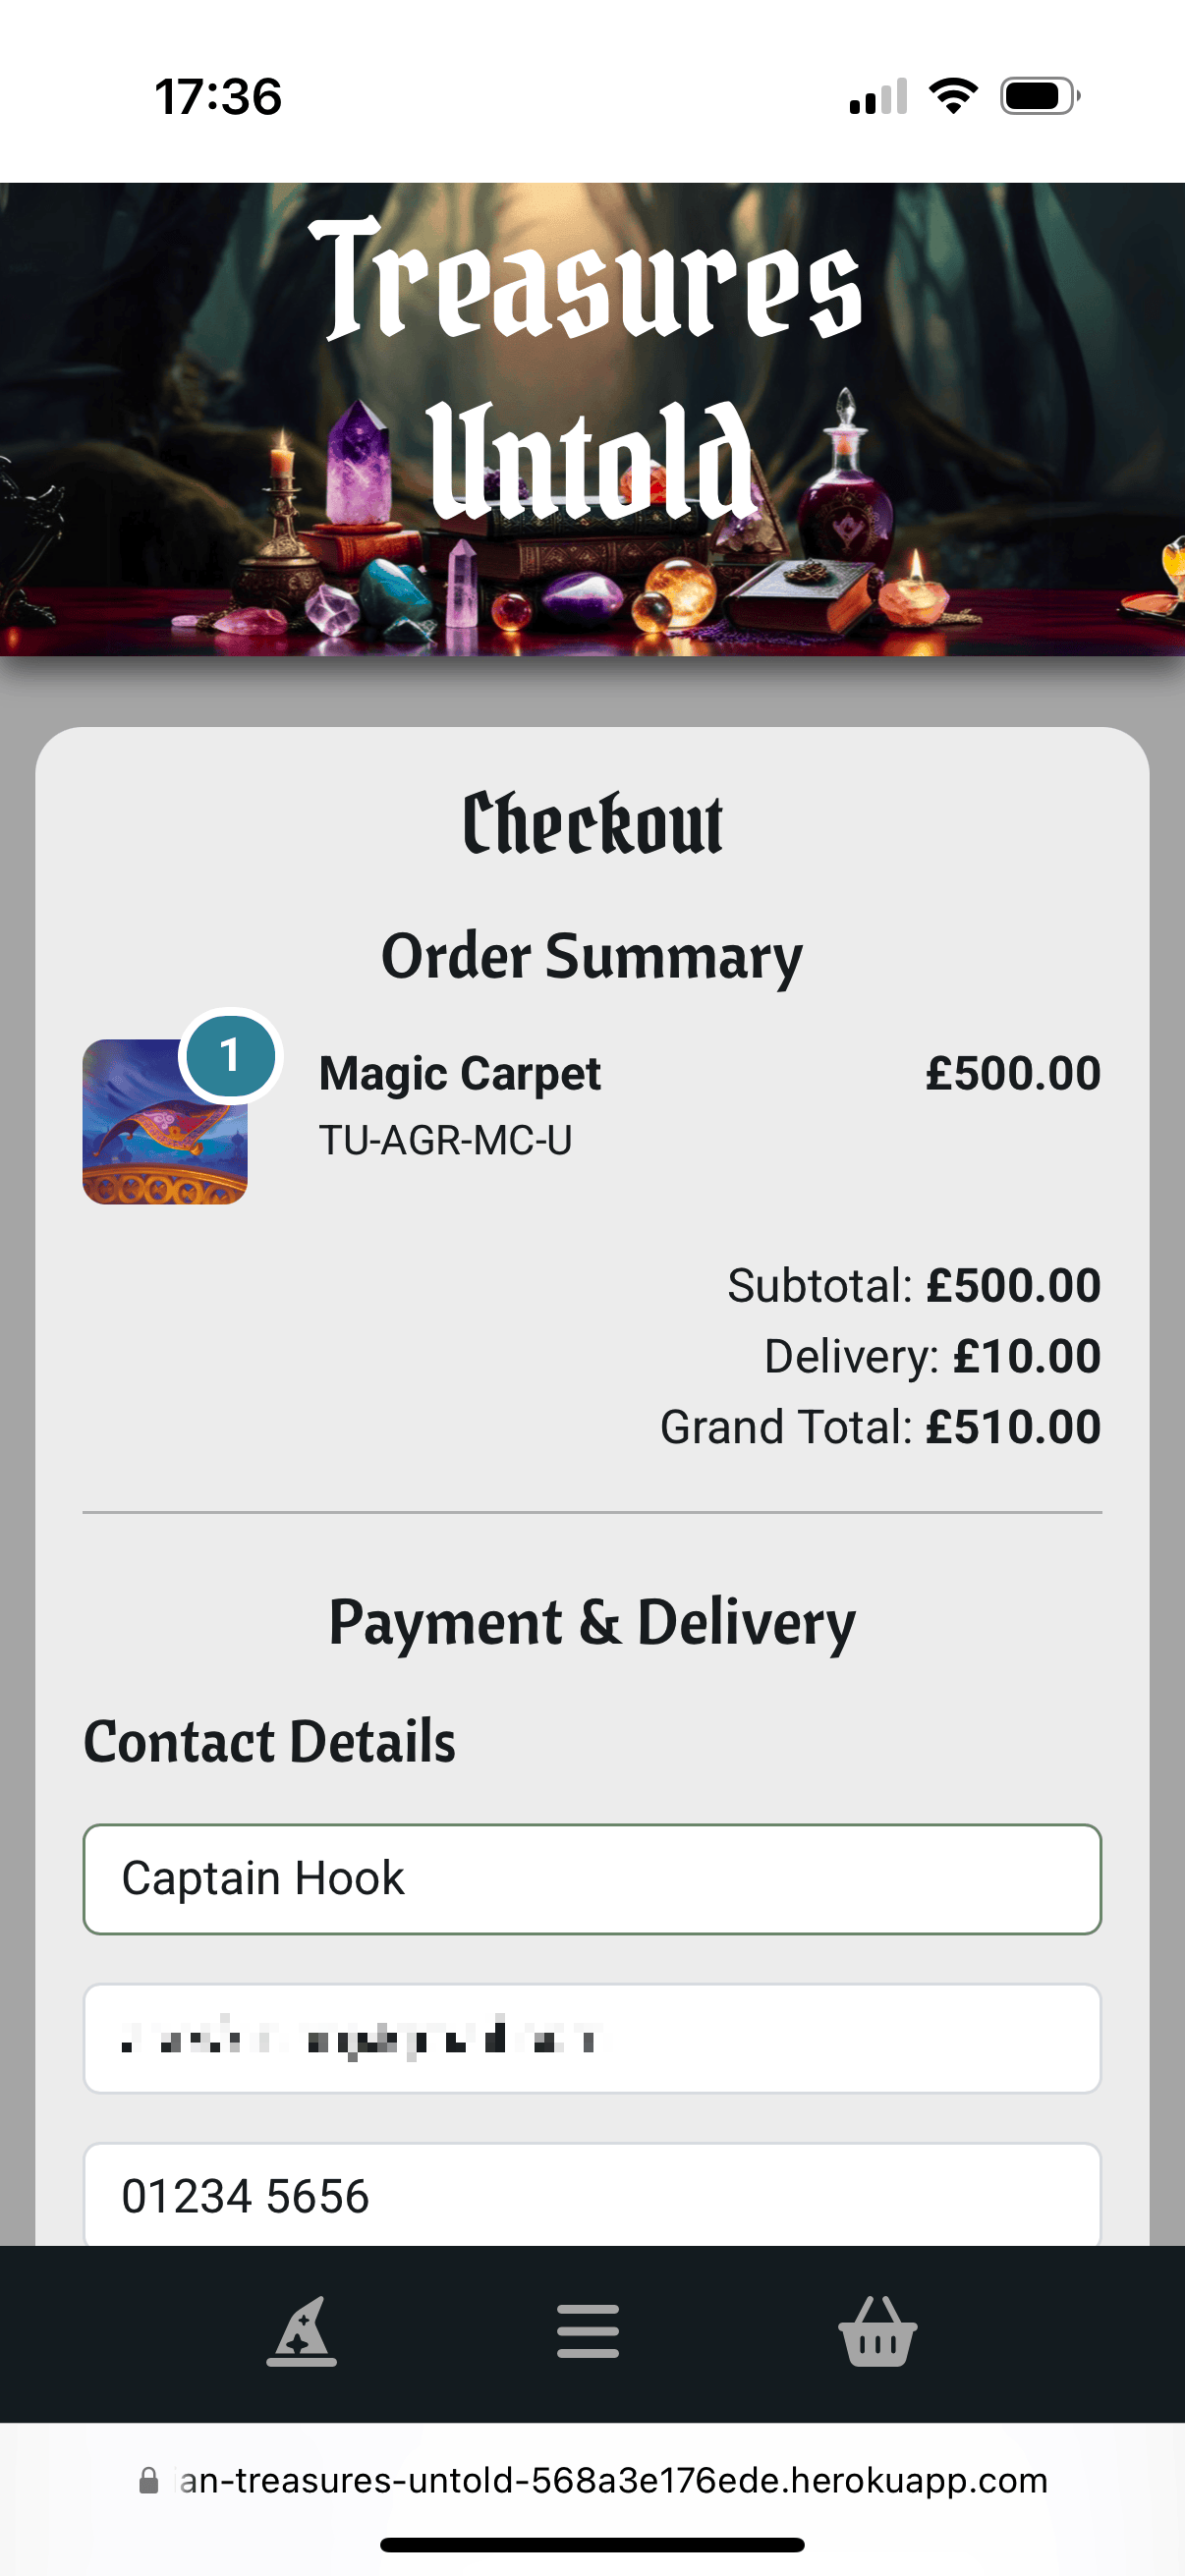 17:36
Treasures
Untold
Checkout
Order Summary
1
Magic Carpet £500.00
TU-AGR-MC-U
Subtotal: £500.00
Delivery: £10.00
Grand Total: £510.00
Payment & Delivery
Contact Details
Captain Hook
01234 5656
an-treasures-untold-568a3e176ede.herokuapp.com